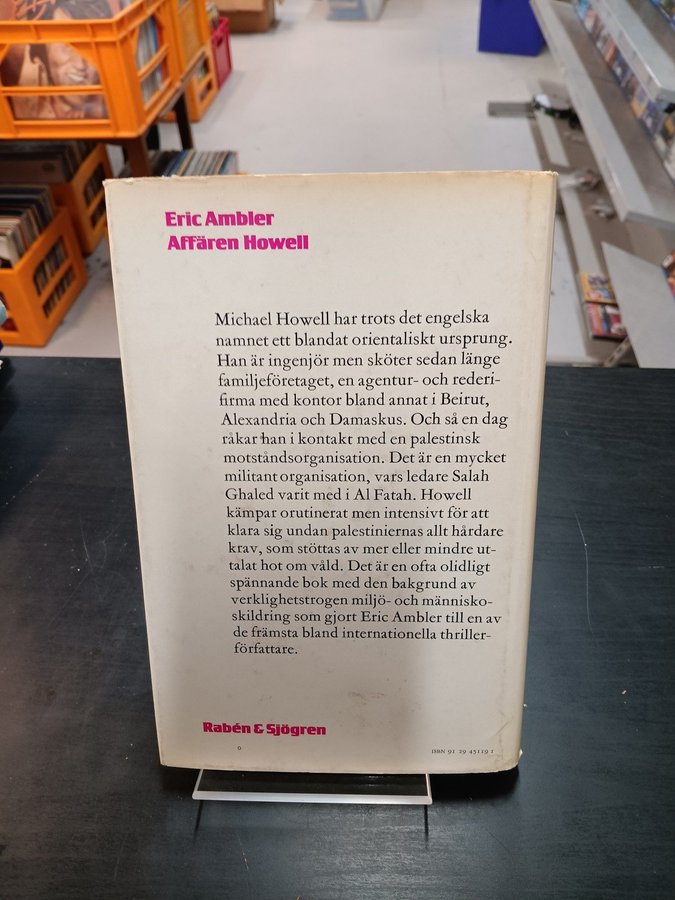 Eric Ambler
Affären Howell
Michael Howell har trots det engelska
namnet ett blandat orientaliskt ursprung.
Han är ingenjör men sköter sedan länge
familjeföretaget, en agentur- och rederi-
firma med kontor bland annat i Beirut,
Alexandria och Damaskus. Och så en dag
råkar han i kontakt med en palestinsk
motståndsorganisation. Det är en mycket
militant organisation, vars ledare Salah
Ghaled varit med i Al Fatah. Howell
kämpar orutinerat men intensivt för att
klara sig undan palestiniernas allt hårdare
krav, som stöttas av mer eller mindre ut-
talat hot om våld. Det är en ofta olidligt
spännande bok med den bakgrund av
verklighetstrogen miljö- och människo-
skildring som gjort Eric Ambler till en av
de främsta bland internationella thriller-
författare.
Rabén & Sjögren
9
ISBN 91 29 45119 1